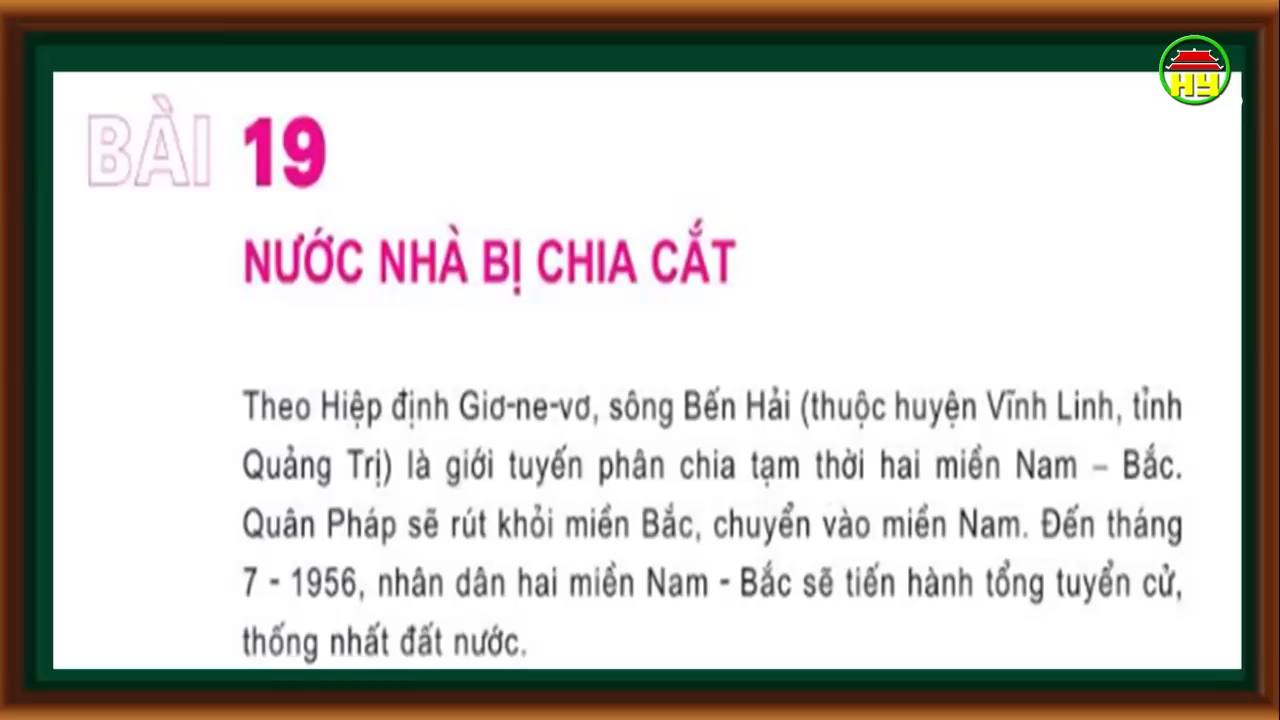 HY
BÀI 19
NƯỚC NHÀ BỊ CHIA CẮT
Theo Hiệp định Giơ-ne-vơ, sông Bến Hải (thuộc huyện Vĩnh Linh, tỉnh
Quảng Trị) là giới tuyến phân chia tạm thời hai miền Nam – Bắc.
Quân Pháp sẽ rút khỏi miền Bắc, chuyển vào miền Nam. Đến tháng
7 - 1956, nhân dân hai miền Nam - Bắc sẽ tiến hành tổng tuyển cử,
thống nhất đất nước.